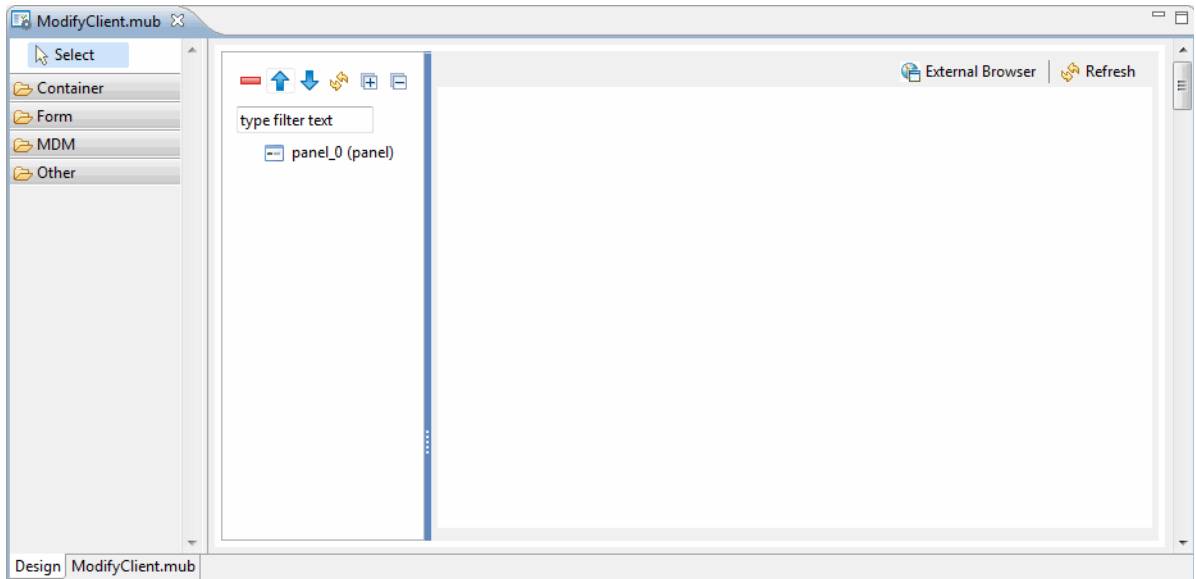 ModifyClient.mub
Select
Container
Form
MDM
Other
type filter text
panel_0 (panel)
External Browser
Refresh
Design
ModifyClient.mub